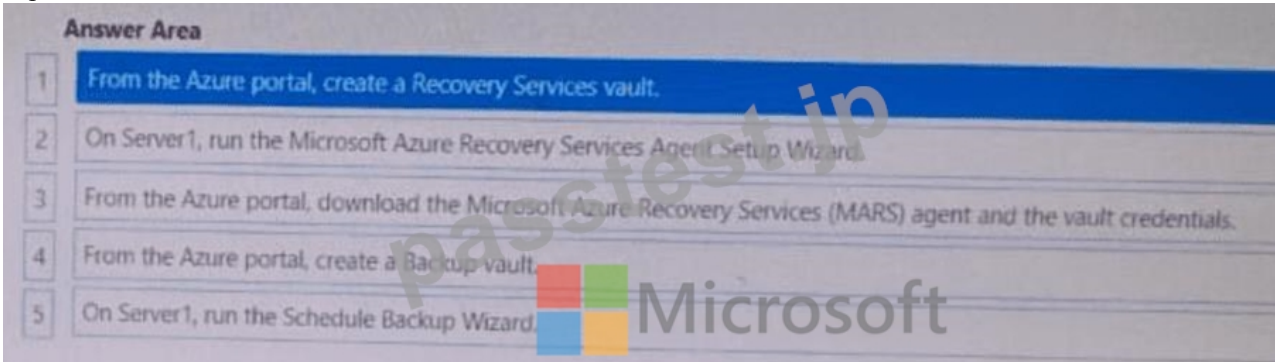 Answer Area
1 From the Azure portal, create a Recovery Services vault.
2 On Server1, run the Microsoft Azure Recovery Services Agent Setup Wizard.
3 From the Azure portal, download the Microsoft Azure Recovery Services (MARS) agent and the vault credentials.
4 From the Azure portal, create a Backup vault.
5 On Server1, run the Schedule Backup Wizard.
passtest.jp
Microsoft